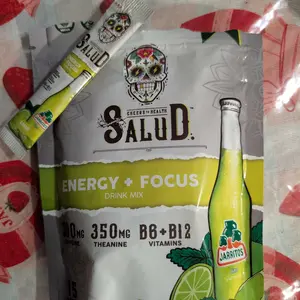 SALUD
CHEERS TO HEALTH
SALUD
ENERGY + FOCUS
DRINK MIX
350MG
THEANINE
B6+B12
VITAMINS
JARRITOS